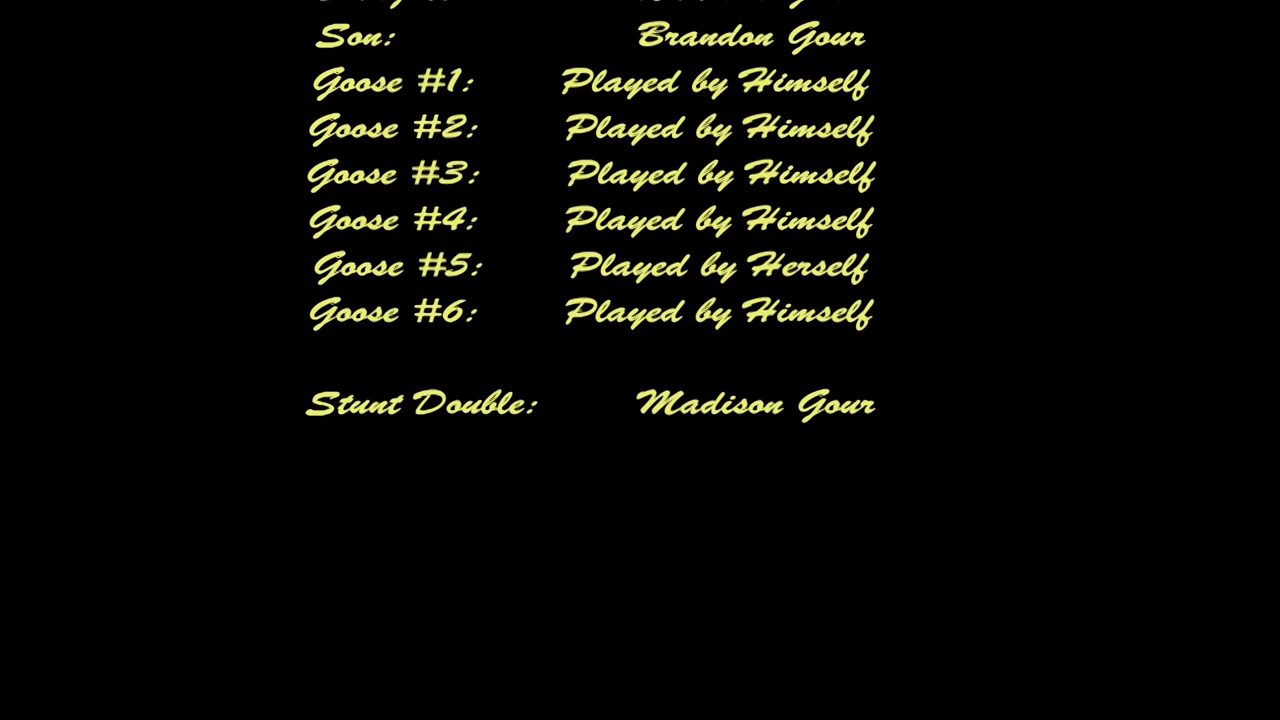 Son: Brandon Gour
Goose #1: Played by Himself
Goose #2: Played by Himself
Goose #3: Played by Himself
Goose #4: Played by Himself
Goose #5: Played by Herself
Goose #6: Played by Himself
Stunt Double: Madison Gour